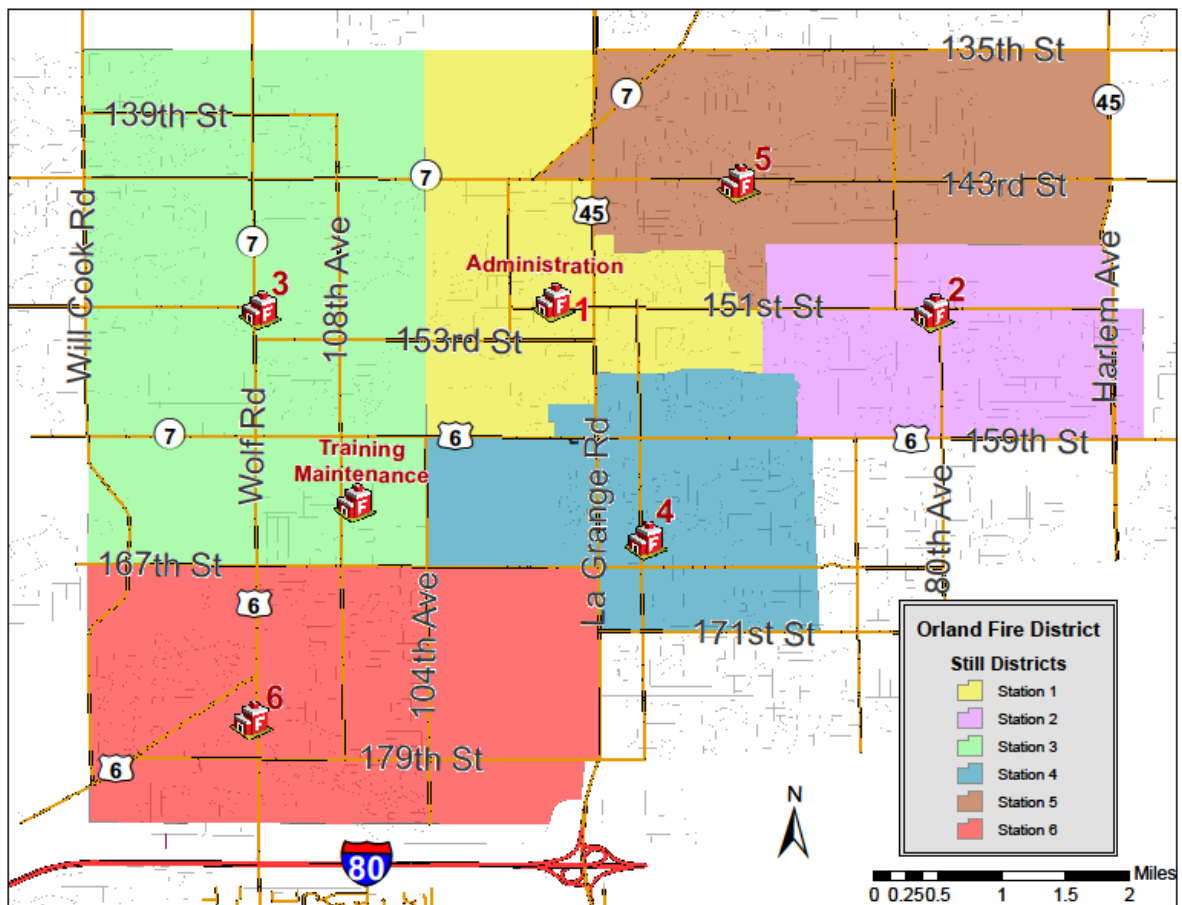 135th St
7
45
139th St
5
7
143rd St
45
7
Will Cook Rd
108th Ave
Administration
3
1
151st St
2
Harlem Ave
153rd St
7
Wolf Rd
6
La Grange Rd
6
159th St
Training
Maintenance
4
80th Ave
167th St
6
104th Ave
171st St
6
179th St
6
80
N
Orland Fire District
Still Districts
Station 1
Station 2
Station 3
Station 4
Station 5
Station 6
Miles
0 0.25 0.5 1 1.5 2
F
F
F
F
F
F
F